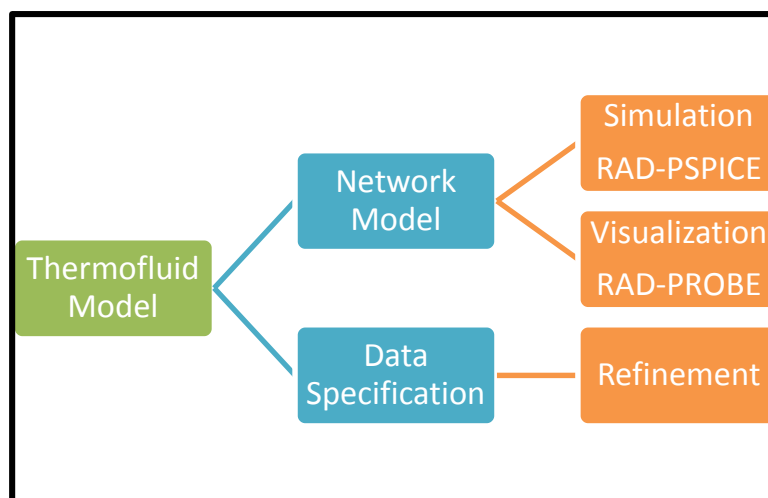 Thermofluid
Model
Network
Model
Data
Specification
Simulation
RAD-PSPICE
Visualization
RAD-PROBE
Refinement